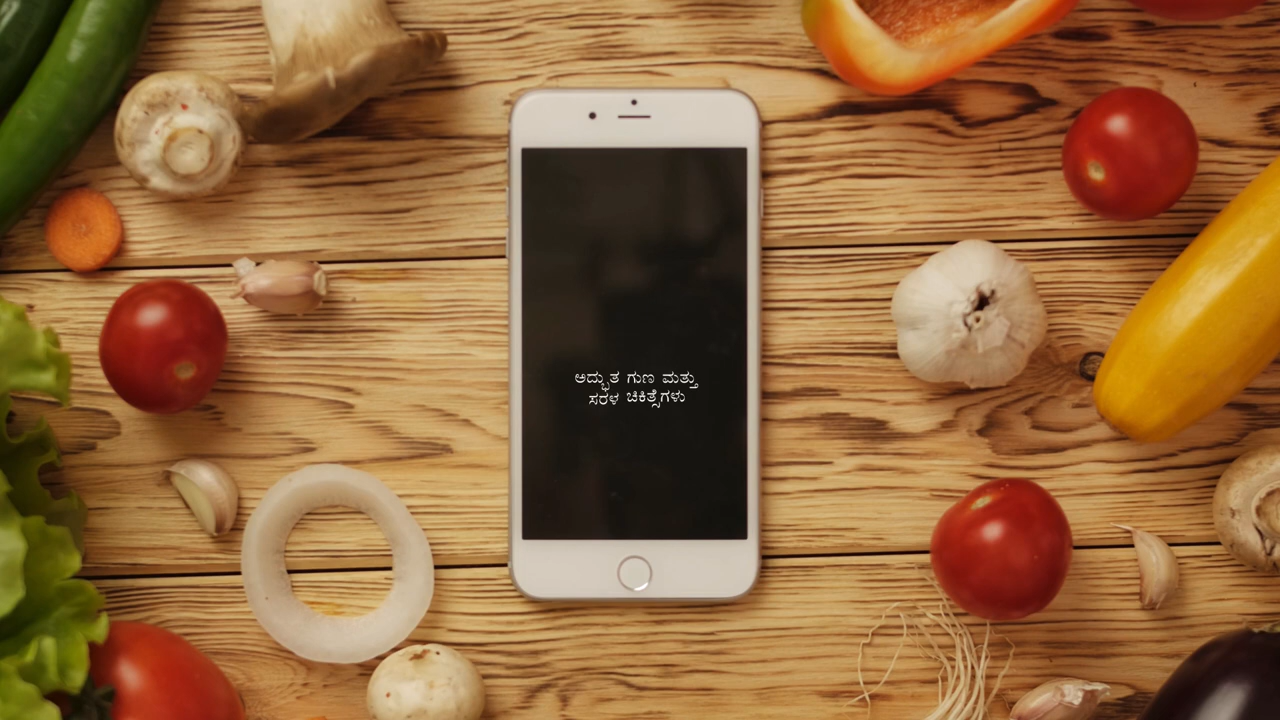 ಅದ್ಭುತ ಗುಣ ಮತ್ತು
ಸರಳ ಚಿಕಿತ್ಸೆಗಳು